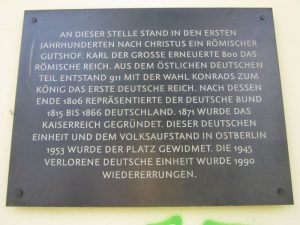 AN DIESER STELLE STAND IN DEN ERSTEN
JAHRHUNDERTEN NACH CHRISTUS EIN RÖMISCHER
GUTSHOF. KARL DER GROSSE ERNEUERTE 800 DAS
RÖMISCHE REICH. AUS DEM ÖSTLICHEN DEUTSCHEN
TEIL ENTSTAND 911 MIT DER WAHL KONRADS ZUM
KÖNIG DAS ERSTE DEUTSCHE REICH. NACH DESSEN
ENDE 1806 REPRÄSENTIERTE DER DEUTSCHE BUND
1815 BIS 1866 DEUTSCHLAND. 1871 WURDE DAS
KAISERREICH GEGRÜNDET. DIESER DEUTSCHEN
EINHEIT UND DEM VOLKSAUFSTAND IN OSTBERLIN
1953 WURDE DER PLATZ GEWIDMET. DIE 1945
VERLORENE DEUTSCHE EINHEIT WURDE 1990
WIEDERERRUNGEN.